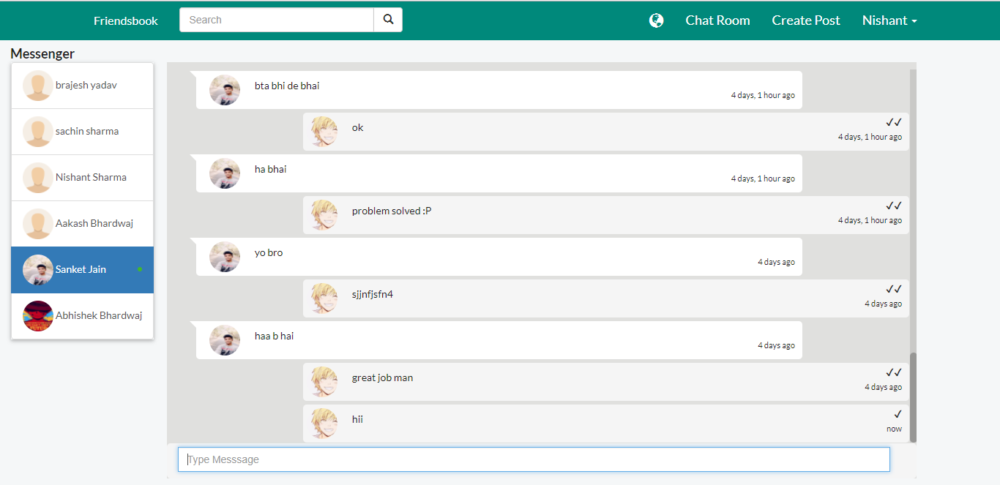 Friendsbook Search Chat Room Create Post Nishant
Messenger
brajesh yadav
sachin sharma
Nishant Sharma
Aakash Bhardwaj
Sanket Jain
Abhishek Bhardwaj
bta bhi de bhai
4 days, 1 hour ago
ok
4 days, 1 hour ago
ha bhai
4 days, 1 hour ago
problem solved :P
4 days, 1 hour ago
yo bro
4 days ago
sjjnfjsfn4
4 days ago
haa b hai
4 days ago
great job man
4 days ago
hii
now
Type Messsage